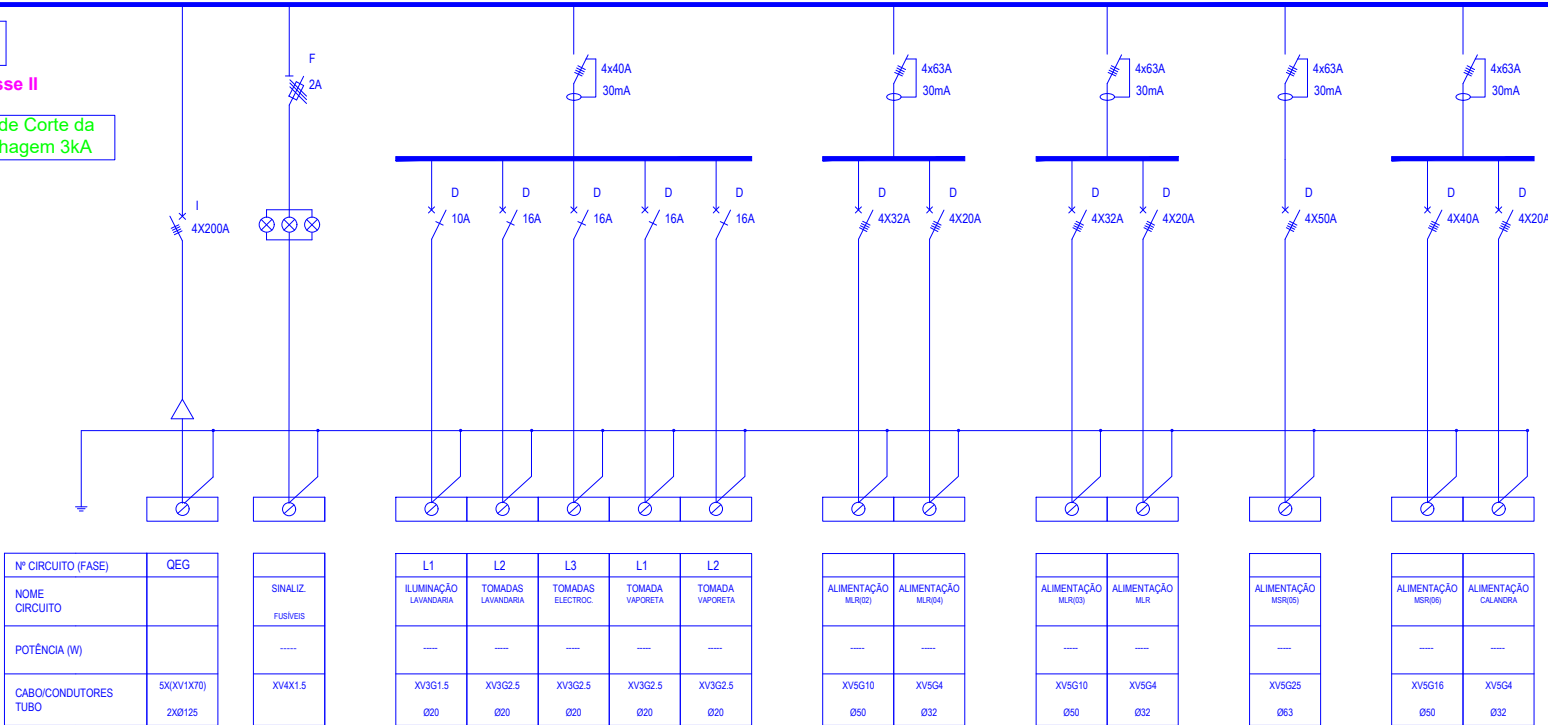 sse II
de Corte da
hagem 3kA
F
2A
4x40A
30mA
4x63A
30mA
4x63A
30mA
4x63A
30mA
4x63A
30mA
I
4X200A
D
10A
D
16A
D
16A
D
16A
D
16A
D
4X32A
D
4X20A
D
4X32A
D
4X20A
D
4X50A
D
4X40A
D
4X20A
Nº CIRCUITO (FASE) QEG L1 L2 L3 L1 L2
NOME
CIRCUITO
SINALIZ.
FUSÍVEIS
ILUMINAÇÃO
LAVANDARIA
TOMADAS
LAVANDARIA
TOMADAS
ELECTROC.
TOMADA
VAPORETA
TOMADA
VAPORETA
ALIMENTAÇÃO
MLR(02)
ALIMENTAÇÃO
MLR(04)
ALIMENTAÇÃO
MLR(03)
ALIMENTAÇÃO
MLR
ALIMENTAÇÃO
MSR(05)
ALIMENTAÇÃO
MSR(06)
ALIMENTAÇÃO
CALANDRA
POTÊNCIA (W) ----- ----- ----- ----- ----- ----- ----- ----- ----- ----- ----- ----- -----
CABO/CONDUTORES
TUBO
5X(XV1X70)
2XØ125
XV4X1.5
XV3G1.5
Ø20
XV3G2.5
Ø20
XV3G2.5
Ø20
XV3G2.5
Ø20
XV3G2.5
Ø20
XV5G10
Ø50
XV5G4
Ø32
XV5G10
Ø50
XV5G4
Ø32
XV5G25
Ø63
XV5G16
Ø50
XV5G4
Ø32